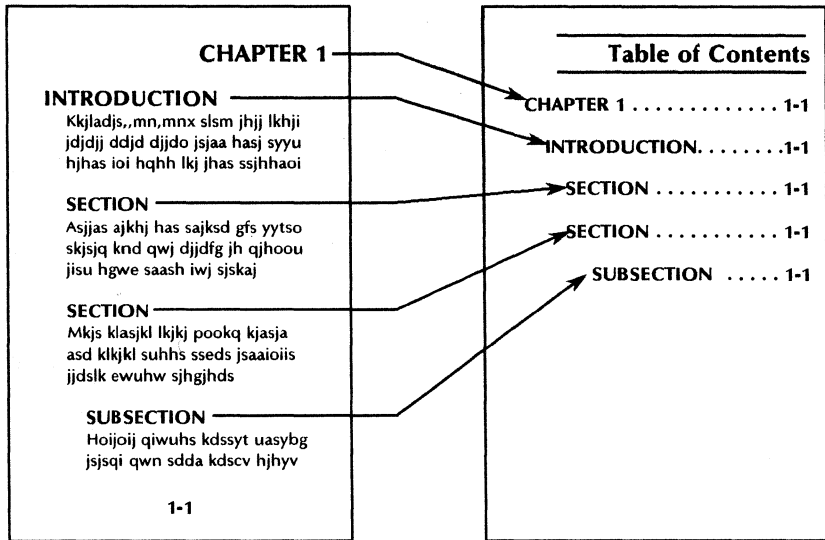 CHAPTER 1
INTRODUCTION
Kkjladjs,,mn,mnx slsm jhjj lkhji
jdjdjj ddjd djjdo jsjaa hasj syyu
hjhas ioi hqhh lkj jhas ssjhhaoi
SECTION
Asjjas ajkhj has sajksd gfs yytso
skjsjq knd qwj djjdfg jh qjhoou
jisu hgwe saash iwj sjskaj
SECTION
Mkjs klasjkl lkjkj pookq kjasja
asd klkjkl suhhs sseds jsaaioiis
jjdslk ewuhw sjhgjhds
SUBSECTION
Hoijoij qiwuhs kdssyt uasybg
jsjsqi qwn sdda kdscv hjhyv
1-1
Table of Contents
CHAPTER 1 . . . . . . . . . . . . 1-1
INTRODUCTION. . . . . . . . 1-1
SECTION . . . . . . . . . . . 1-1
SECTION . . . . . . . . . . . 1-1
SUBSECTION . . . . . 1-1